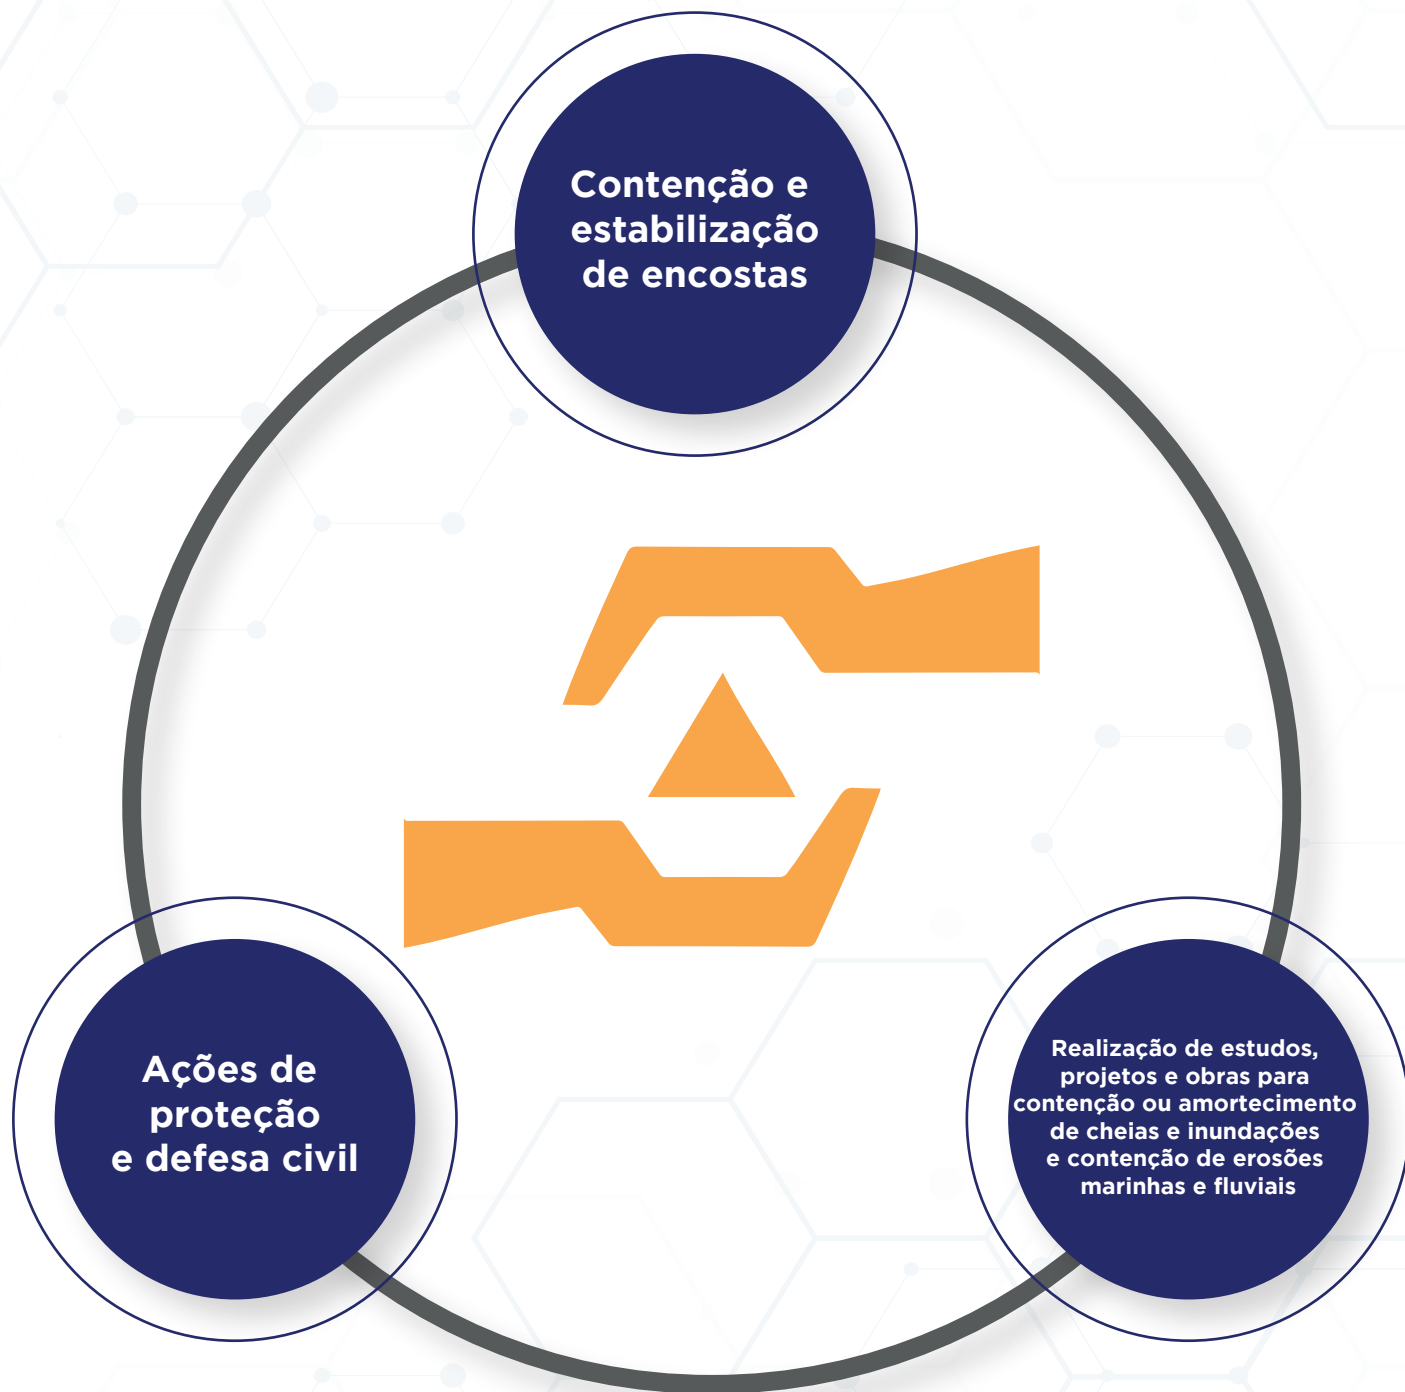 Contenção e
estabilização
de encostas
Ações de
proteção
e defesa civil
Realização de estudos,
projetos e obras para
contenção ou amortecimento
de cheias e inundações
e contenção de erosões
marinhas e fluviais